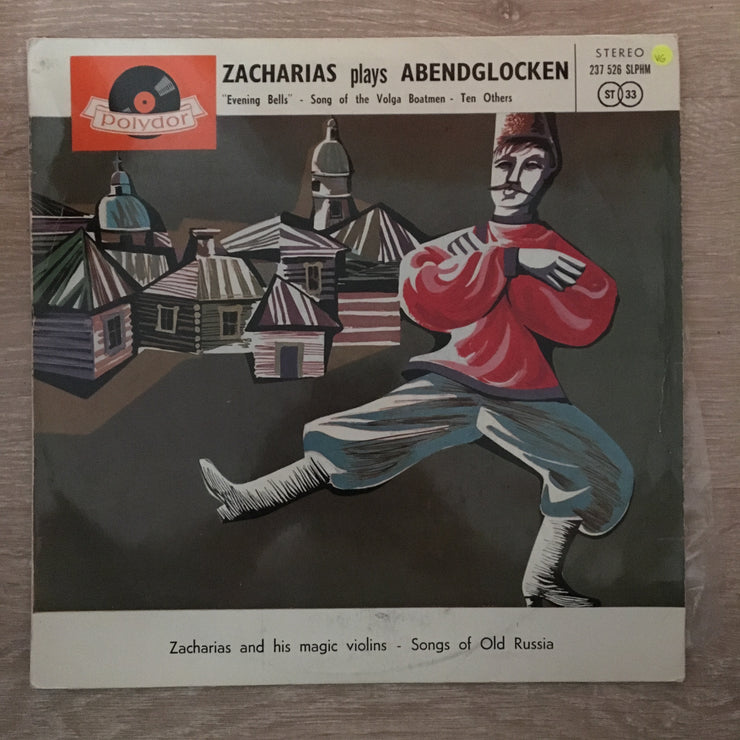 Polydor
ZACHARIAS plays ABENDGLOCKEN
"Evening Bells" - Song of the Volga Boatmen - Ten Others
STEREO
237 526 SLPHM
ST 33
VG
Zacharias and his magic violins - Songs of Old Russia